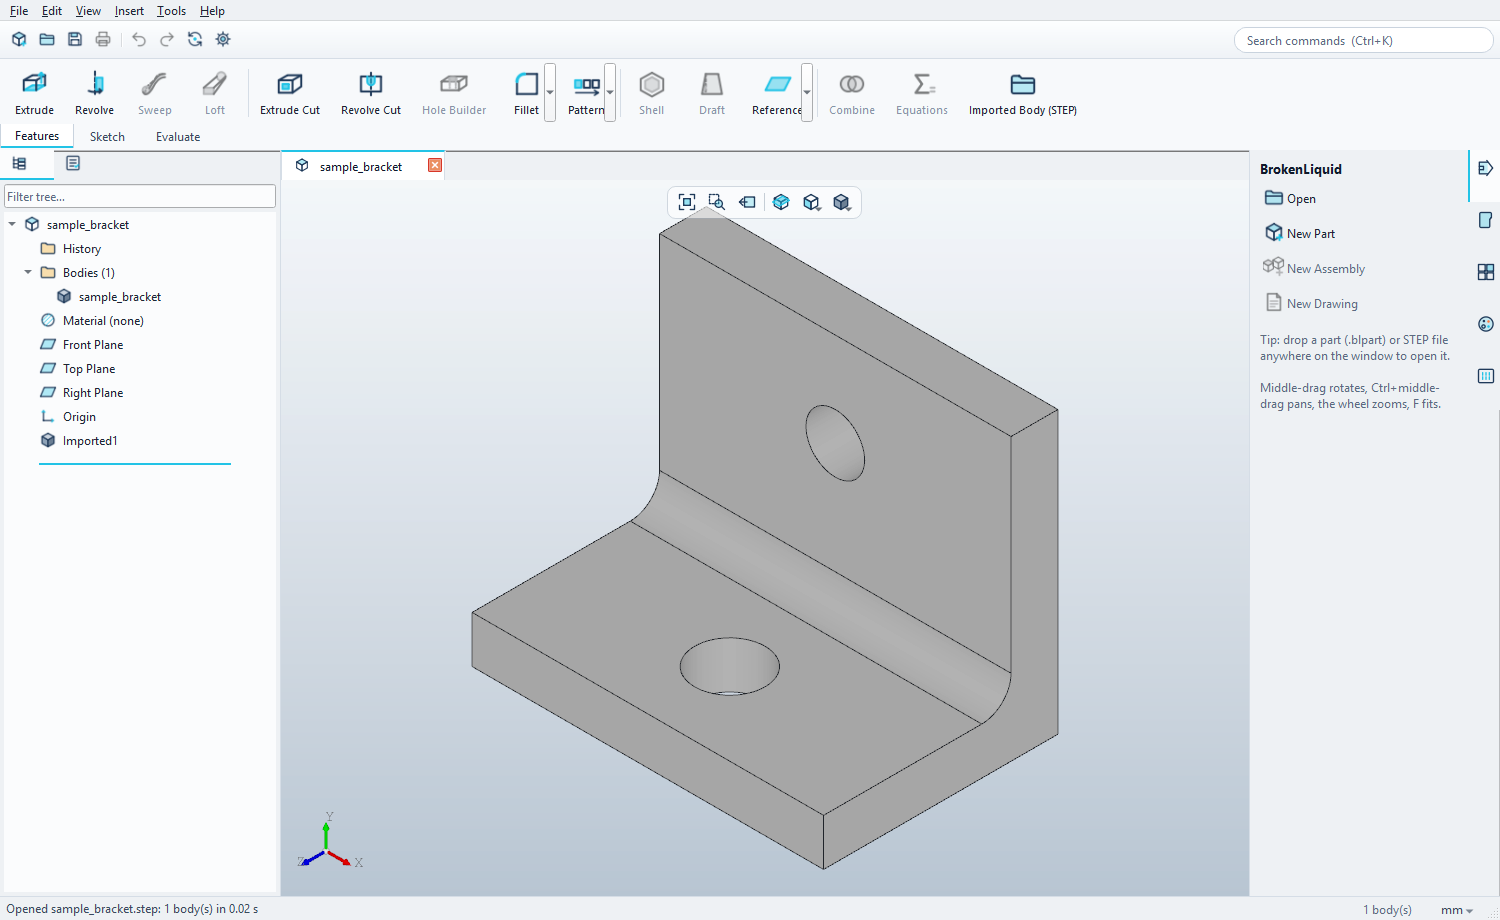 File Edit View Insert Tools Help
Search commands (Ctrl+K)
Extrude Revolve Sweep Loft Extrude Cut Revolve Cut Hole Builder Fillet Pattern Shell Draft Reference Combine Equations Imported Body (STEP)
Features Sketch Evaluate
sample_bracket
Filter tree...
sample_bracket
History
Bodies (1)
sample_bracket
Material (none)
Front Plane
Top Plane
Right Plane
Origin
Imported1
Y
Z
X
BrokenLiquid
Open
New Part
New Assembly
New Drawing
Tip: drop a part (.blpart) or STEP file
anywhere on the window to open it.
Middle-drag rotates, Ctrl+middle-
drag pans, the wheel zooms, F fits.
Opened sample_bracket.step: 1 body(s) in 0.02 s
1 body(s) mm